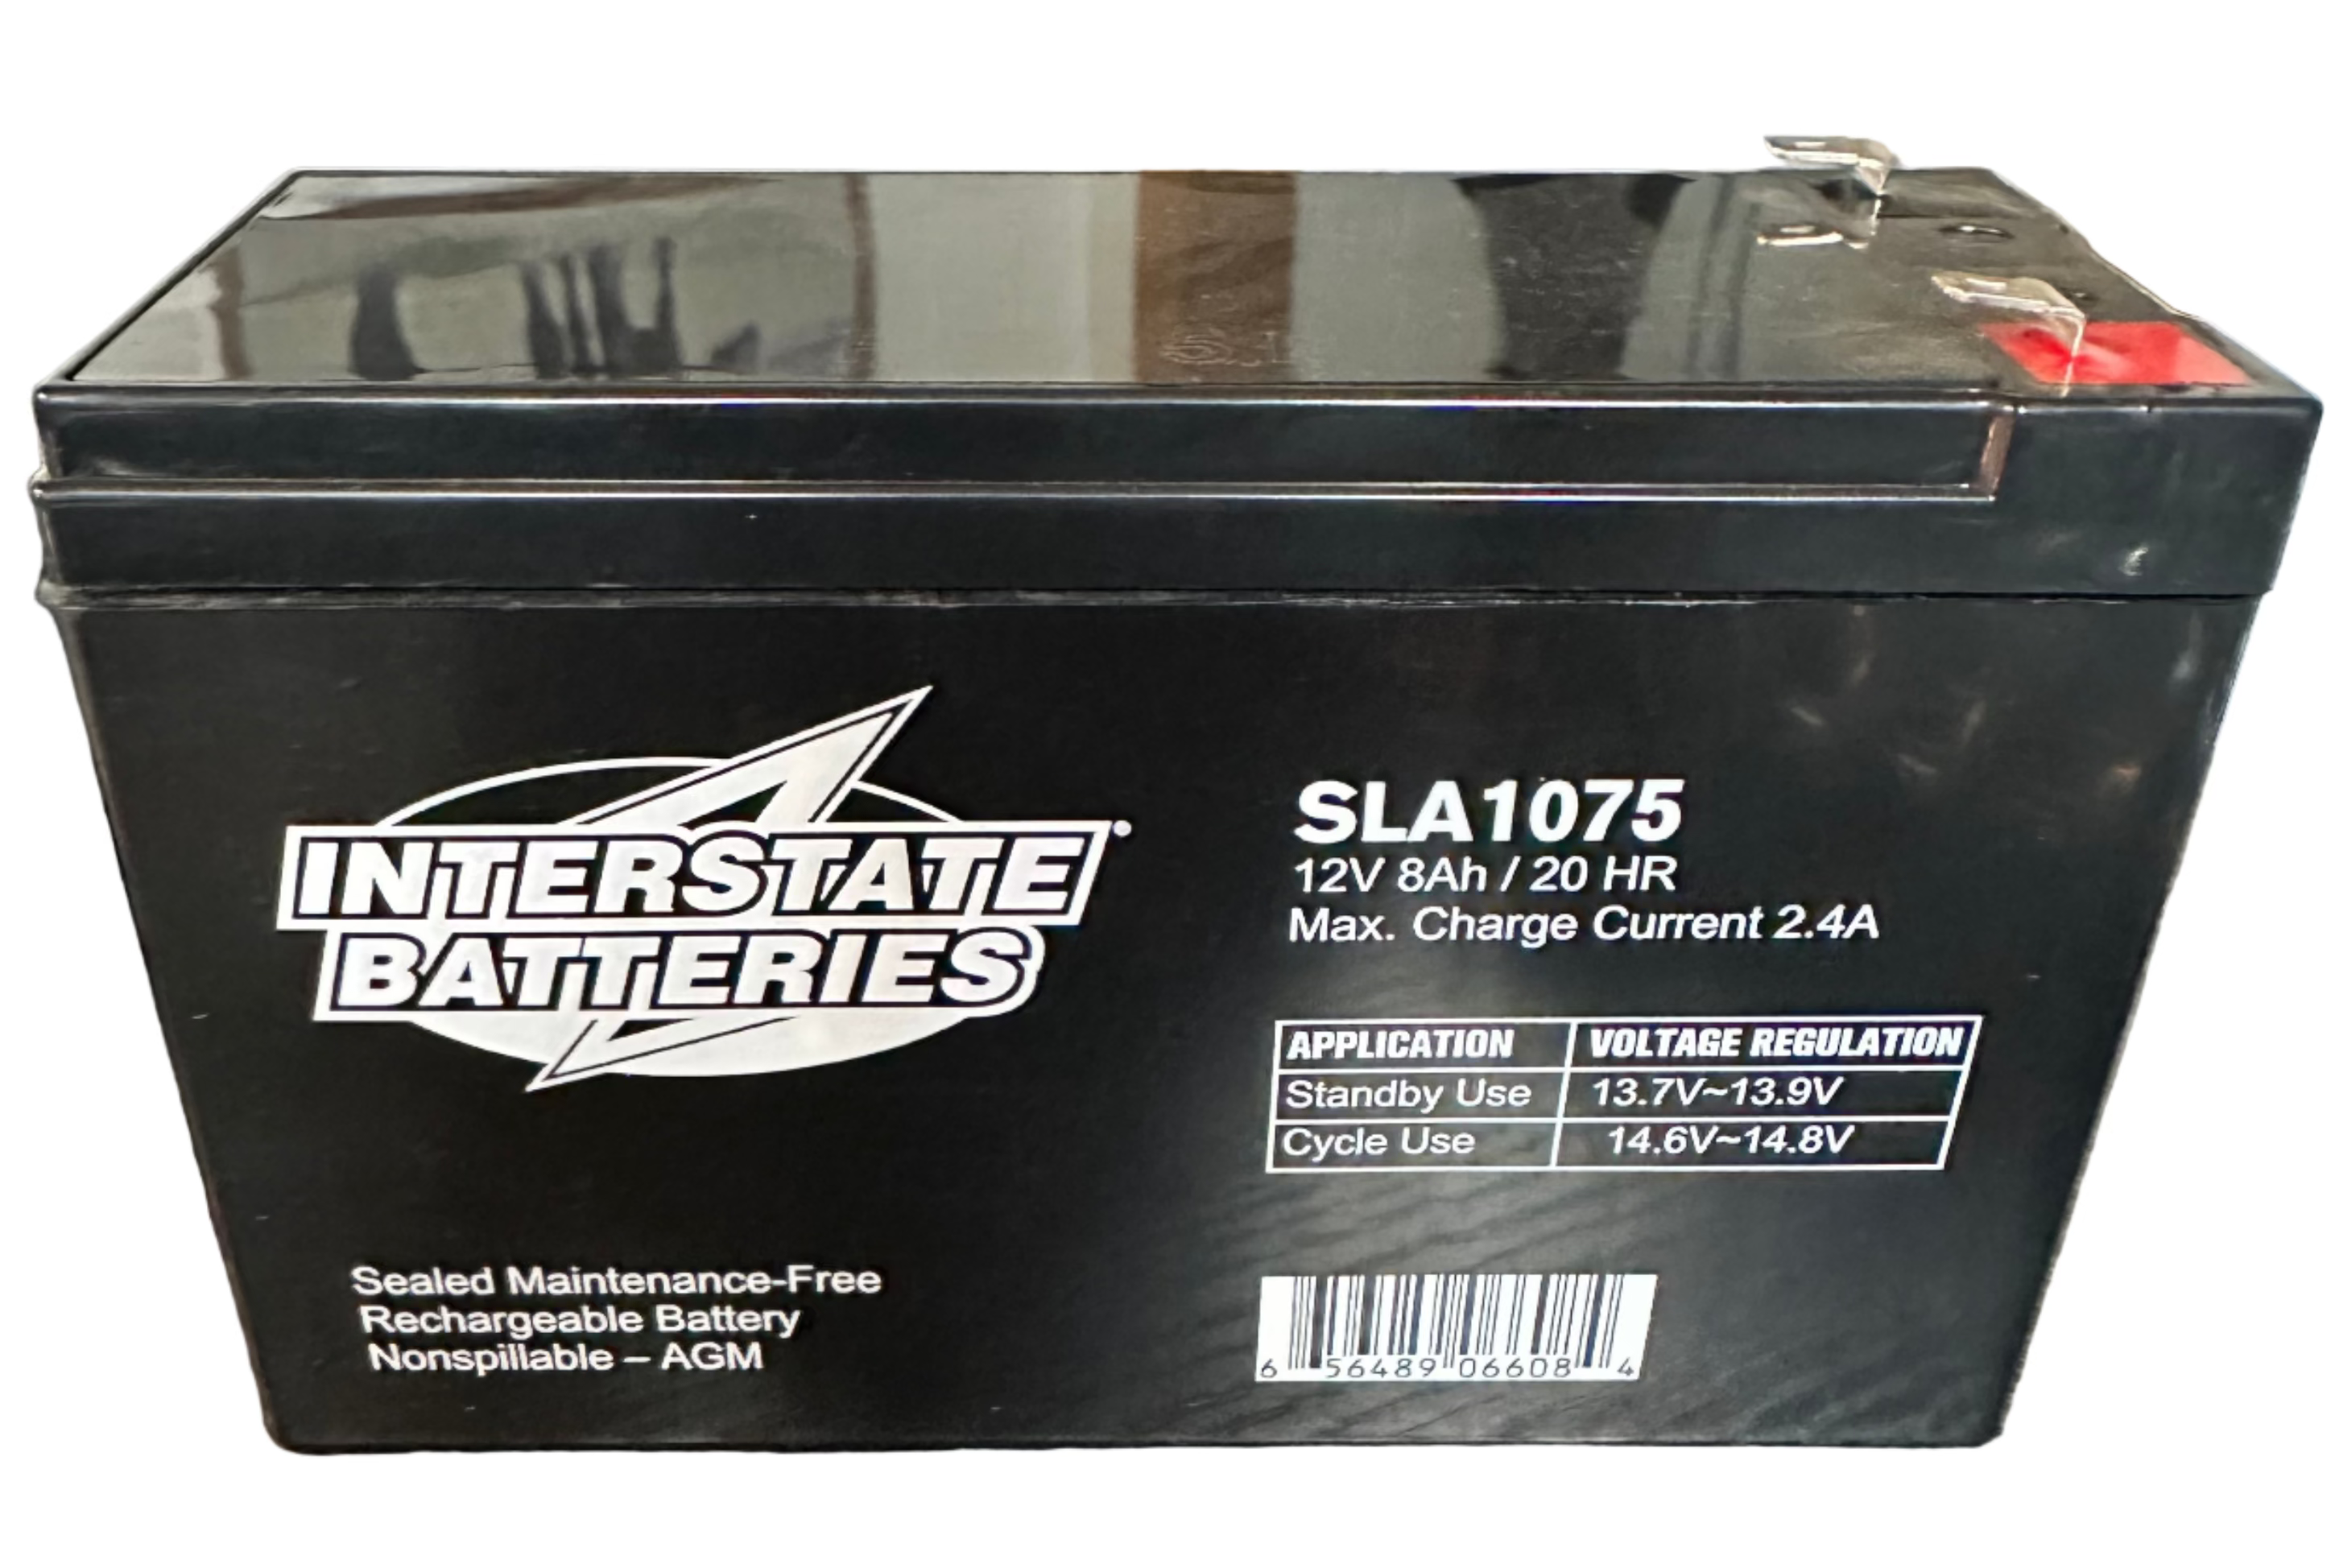 INTERSTATE
BATTERIES
SLA1075
12V 8Ah / 20 HR
Max. Charge Current 2.4A
APPLICATION VOLTAGE REGULATION
Standby Use 13.7V~13.9V
Cycle Use 14.6V~14.8V
Sealed Maintenance-Free
Rechargeable Battery
Nonspillable – AGM
6 56489 06608 4